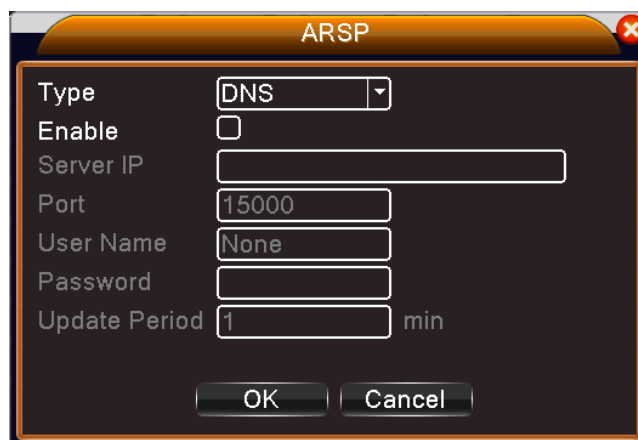 ARSP
Type DNS
Enable
Server IP
Port 15000
User Name None
Password
Update Period 1 min
OK Cancel